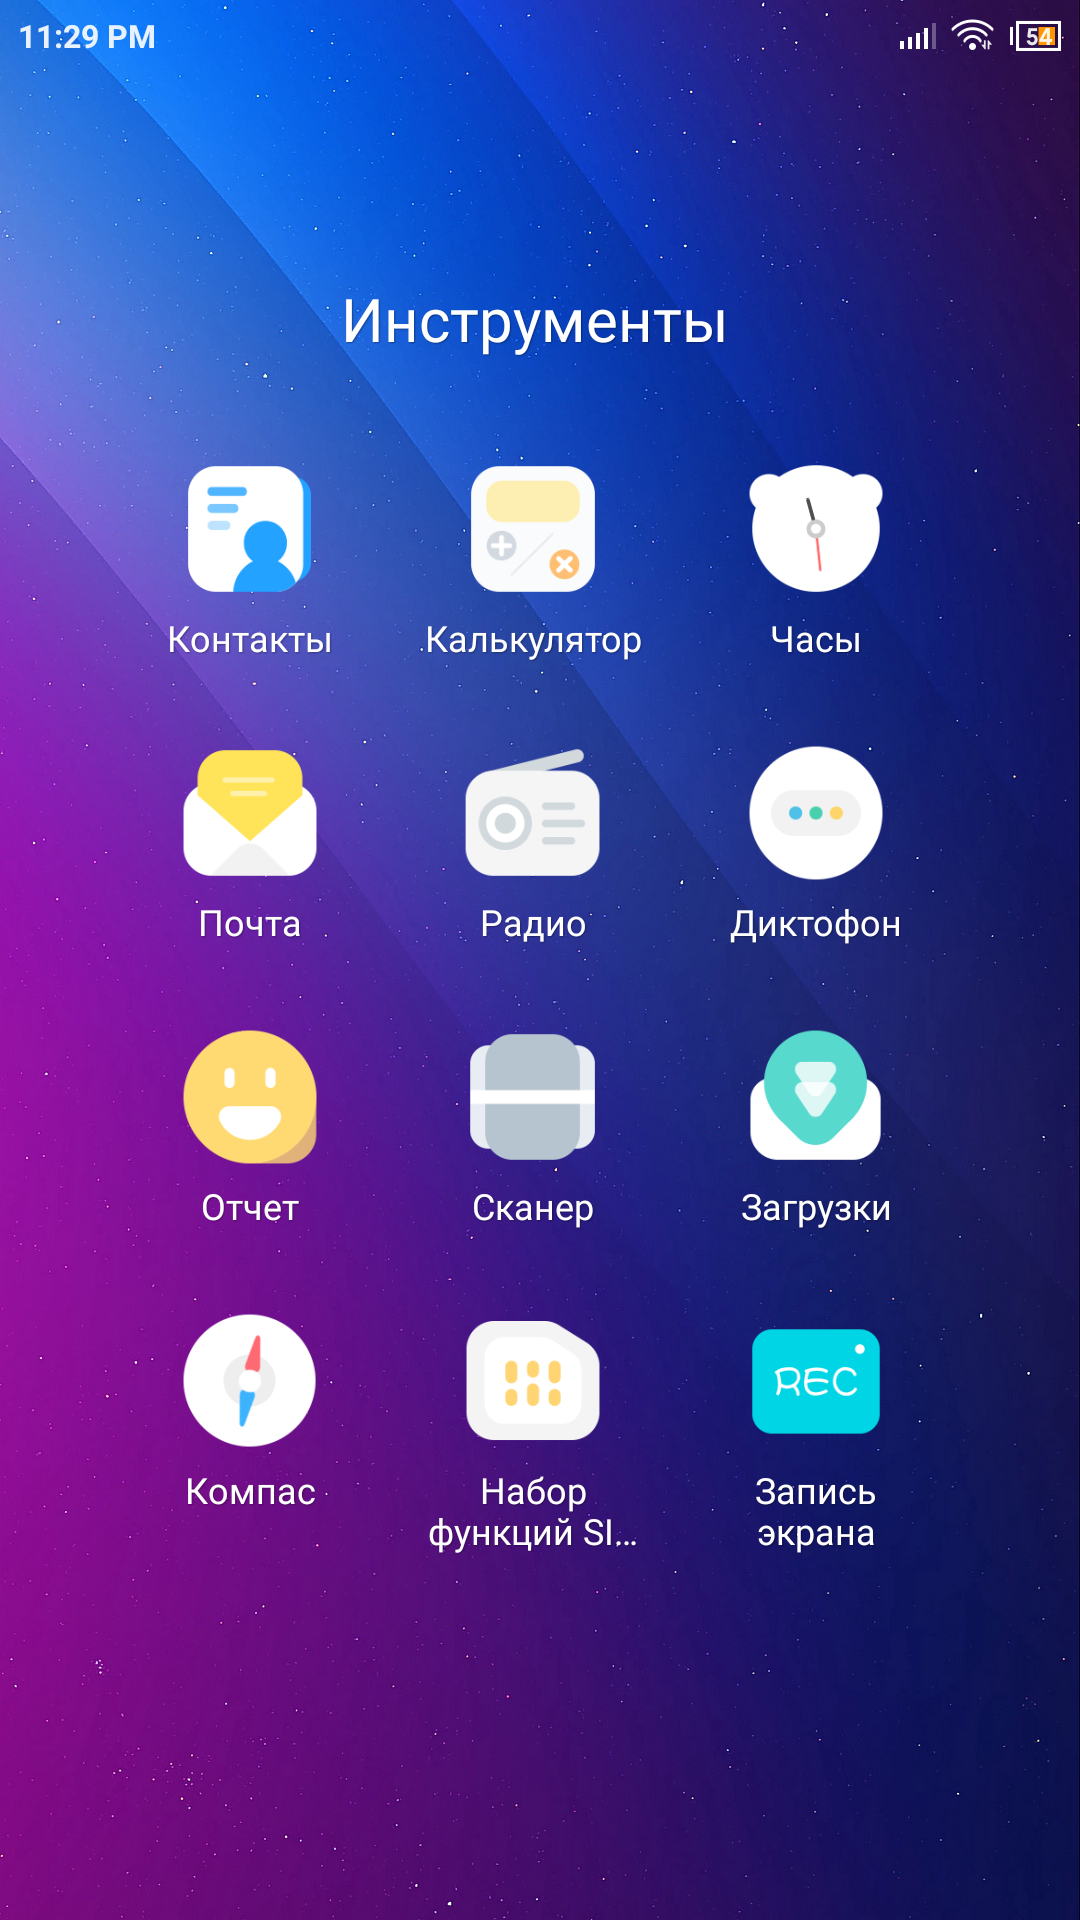 11:29 PM
54
Инструменты
Контакты
Калькулятор
Часы
Почта
Радио
Диктофон
Отчет
Сканер
Загрузки
REC
Компас
Набор
функций SI...
Запись
экрана